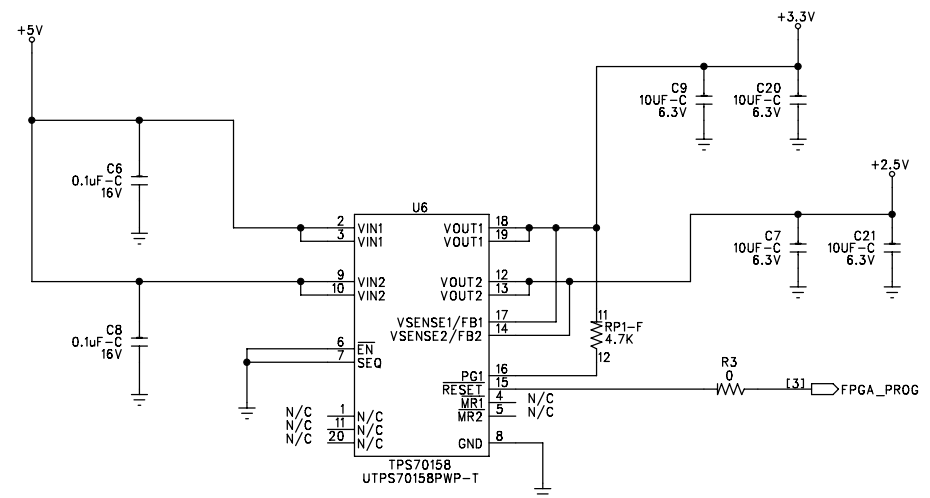 +5V
+3.3V
C9
10UF-C
6.3V
C20
10UF-C
6.3V
C6
0.1uF-C
16V
+2.5V
C7
10UF-C
6.3V
C21
10UF-C
6.3V
U6
2 VIN1
3 VIN1
9 VIN2
10 VIN2
6 EN
7 SEQ
N/C 1 N/C
N/C 11 N/C
N/C 20 N/C
VOUT1 18
VOUT1 19
VOUT2 12
VOUT2 13
VSENSE1/FB1 17
VSENSE2/FB2 14
PG1 16
RESET 15
MR1 4 N/C
MR2 5 N/C
GND 8
C8
0.1uF-C
16V
11
RP1-F
4.7K
12
R3
0
[3] FPGA_PROG
TPS70158
UTPS70158PWP-T